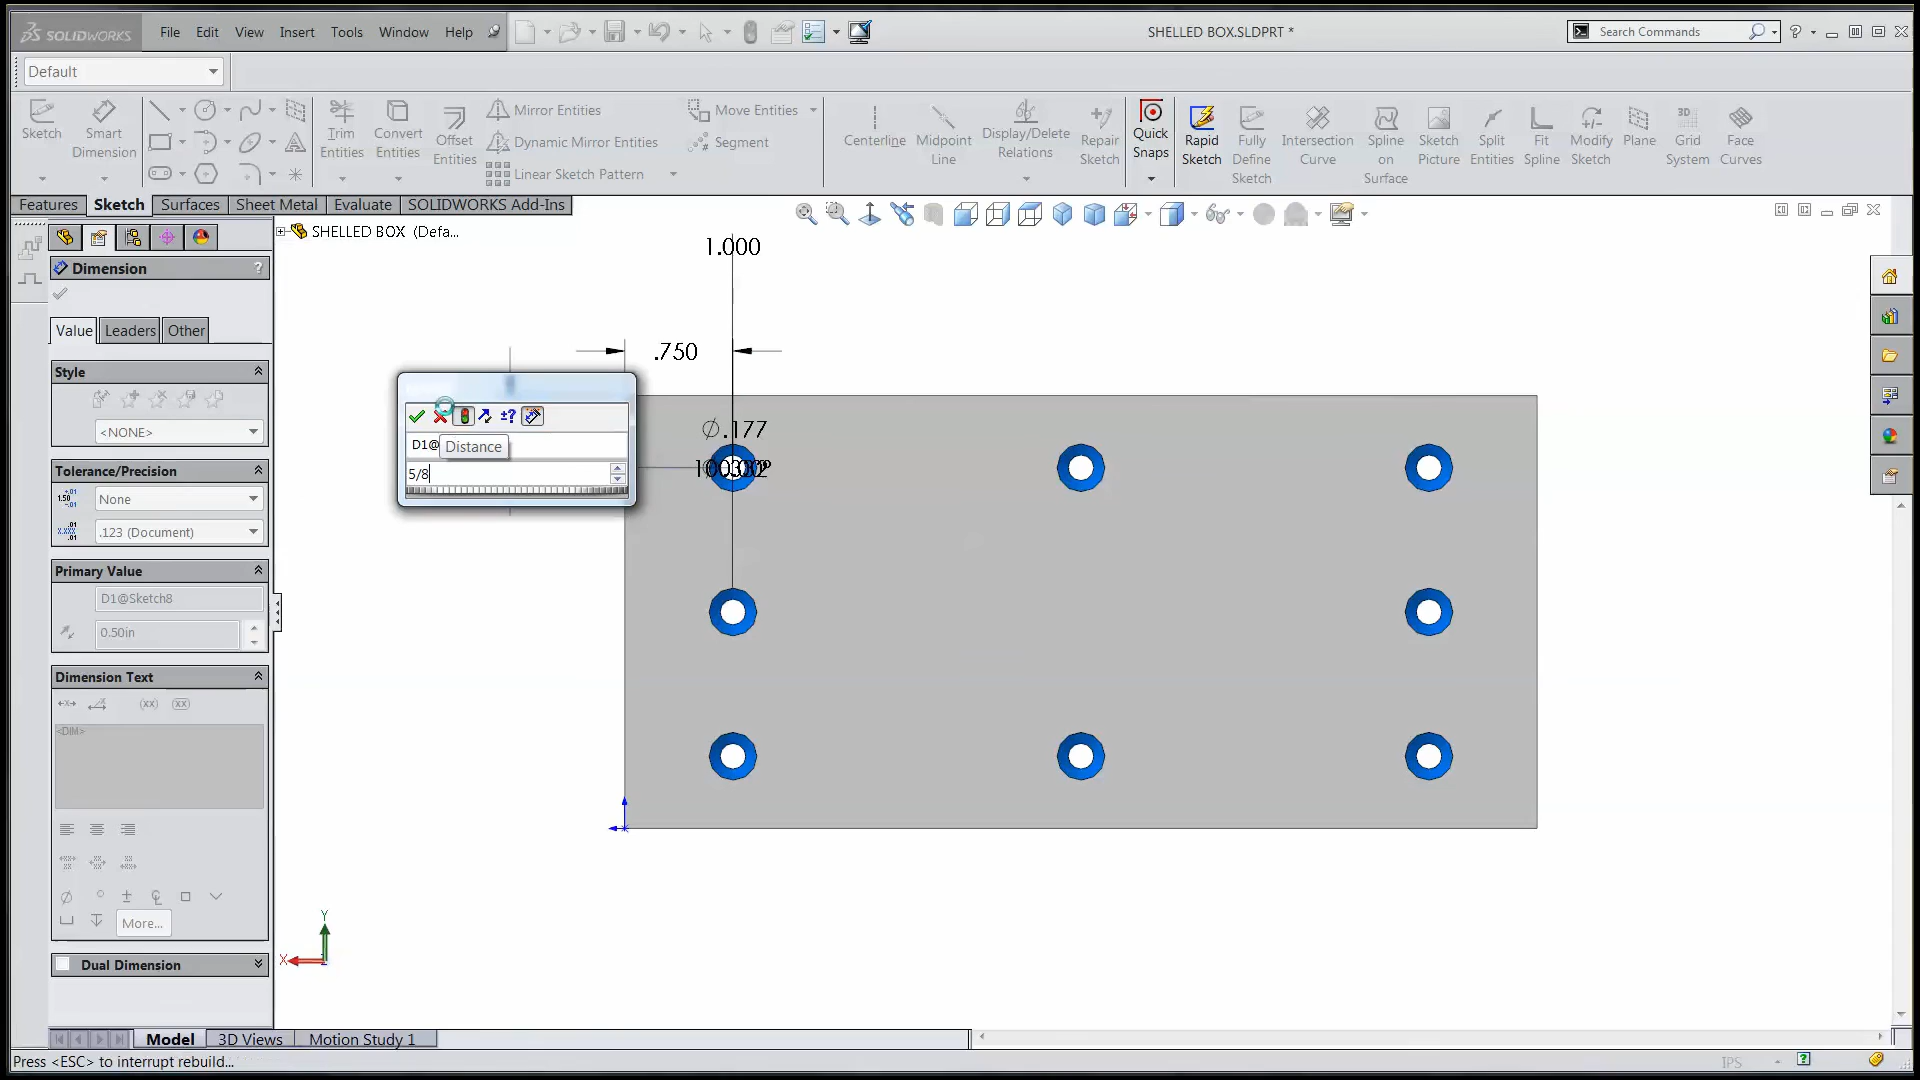 SOLIDWORKS File Edit View Insert Tools Window Help SHELLED BOX.SLDPRT * Search Commands
Default
Sketch Smart Dimension Trim Entities Convert Entities Offset Entities Mirror Entities Dynamic Mirror Entities Linear Sketch Pattern Move Entities Segment Centerline Midpoint Line Display/Delete Relations Repair Sketch Quick Snaps Rapid Sketch Fully Define Sketch Intersection Curve Spline on Surface Sketch Picture Split Entities Fit Spline Modify Sketch Plane 3D Grid System Face Curves
Features Sketch Surfaces Sheet Metal Evaluate SOLIDWORKS Add-Ins
SHELLED BOX (Defa...
1.000
Dimension ?
Value Leaders Other
.750
Style
<NONE>
Ø.177
D1@
Distance
5/8
Tolerance/Precision
None
.123 (Document)
Primary Value
D1@Sketch8
0.50in
Dimension Text
<DIM>
More...
Dual Dimension
Y
X
Model 3D Views Motion Study 1
Press <ESC> to interrupt rebuild...
IPS